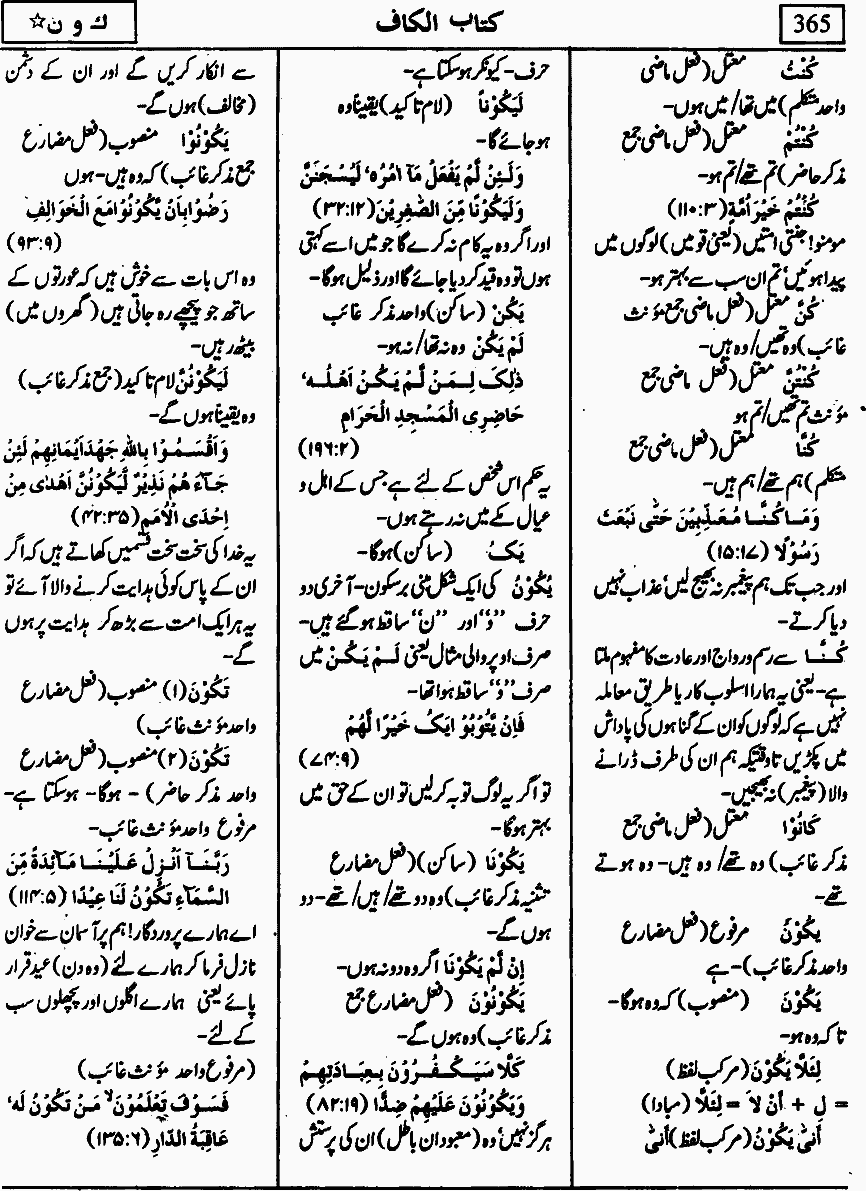 365
کتاب الکاف
ك و ن☆
كُنْتُ معتل (فعل ماضی
واحد متکلم) میں تھا/ میں ہوں-
كُنْتُمْ معتل (فعل ماضی جمع
مذکر حاضر) تم تھے/ تم ہو-
كُنْتُمْ خَيْرَ أُمَّةٍ (۱۱۰:۳)
مومنو! جتنی امتیں (یعنی قومیں) لوگوں میں
پیدا ہوئیں، تم ان سب سے بہتر ہو-
كُنَّ معتل (فعل ماضی جمع مؤنث
غائب) وہ تھیں/ وہ ہیں-
كُنْتُنَّ معتل (فعل ماضی جمع
مؤنث تم تھیں/ تم ہو
كُنَّا معتل (فعل ماضی جمع
متکلم) ہم تھے/ ہم ہیں-
وَمَا كُنَّا مُعَذِّبِيْنَ حَتّٰى نَبْعَثَ
رَسُوْلًا (۱۵:۱۷)
اور جب تک ہم پیغمبر نہ بھیج لیں، عذاب نہیں
دیا کرتے-
كُنَّا سے رسم و رواج اور عادت کا مفہوم ملتا
ہے- یعنی یہ ہمارا اسلوب کار یا طریق معاملہ
نہیں ہے کہ لوگوں کو ان کے گناہوں کی پاداش
میں پکڑیں تاوقتیکہ ہم ان کی طرف ڈرانے
والا (پیغمبر) نہ بھیجیں-
كَانُوْا معتل (فعل ماضی جمع
مذکر غائب) وہ تھے/ وہ ہیں- وہ ہوتے
تھے-
يَكُوْنُ مرفوع (فعل مضارع
واحد مذکر غائب)- ہے
يَكُوْنَ (منصوب) کہ وہ ہوگا-
تا کہ وہ ہو-
لِئَلَّا يَكُوْنَ (مرکب لفظ)
= ل + أنْ لاَ = لِئَلَّا (مبادا)
أَنّٰى يَكُوْنُ (مرکب لفظ) أَنّٰى
حرف- کیونکر ہوسکتا ہے-
لَيَكُوْناً (لام تاکید) یقیناً وہ
ہو جائے گا-
وَلَئِنْ لَّمْ يَفْعَلْ مَآ اٰمُرُهٗ لَيُسْجَنَنَّ
وَلَيَكُوْنًا مِّنَ الصّٰغِرِيْنَ (۳۲:۱۲)
اور اگر وہ یہ کام نہ کرے گا جو میں اسے کہتی
ہوں تو وہ قید کردیا جائے گا اور ذلیل ہوگا-
يَكُنْ (ساکن) واحد مذکر غائب
لَمْ يَكُنْ وہ نہ تھا/ نہ ہو-
ذٰلِكَ لِمَنْ لَّمْ يَكُنْ اَهْلُهٗ
حَاضِرِى الْمَسْجِدِ الْحَرَامِ
(۱۹۶:۲)
یہ حکم اس شخص کے لئے ہے جس کے اہل و
عیال مکے میں نہ رہتے ہوں-
يَكُ (ساکن) ہوگا-
يَكُوْنُ کی ایک شکل مبنی برسکون- آخری دو
حرف "وْ" اور "ن" ساقط ہوگئے ہیں-
صرف اوپر والی مثال یعنی لَمْ يَكُنْ میں
صرف "و" ساقط ہوا تھا-
فَاِنْ يَّتُوْبُوْا يَكُ خَيْرًا لَّهُمْ
(۷۴:۹)
تو اگر یہ لوگ توبہ کرلیں تو ان کے حق میں
بہتر ہوگا-
يَكُوْنَا (ساکن) (فعل مضارع
تثنیہ مذکر غائب) وہ دو تھے/ ہیں/ تھے- دو
ہوں گے-
اِنْ لَّمْ يَكُوْنَا اگر وہ دو نہ ہوں-
يَكُوْنُوْنَ (فعل مضارع جمع
مذکر غائب) وہ ہوں گے-
كَلَّا سَيَكْفُرُوْنَ بِعِبَادَتِهِمْ
وَيَكُوْنُوْنَ عَلَيْهِمْ ضِدًّا (۸۲:۱۹)
ہرگز نہیں، وہ (معبودان باطل) ان کی پرستش
سے انکار کریں گے اور ان کے دشمن
(مخالف) ہوں گے-
يَكُوْنُوْا منصوب (فعل مضارع
جمع مذکر غائب) کہ وہ ہیں- ہوں
رَضُوْا بِاَنْ يَّكُوْنُوْا مَعَ الْخَوَالِفِ
(۹۳:۹)
وہ اس بات سے خوش ہیں کہ عورتوں کے
ساتھ جو پیچھے رہ جاتی ہیں (گھروں میں)
بیٹھ رہیں-
لَيَكُوْنُنَّ لام تاکید (جمع مذکر غائب)
وہ یقیناً ہوں گے-
وَاَقْسَمُوْا بِاللّٰهِ جَهْدَ اَيْمَانِهِمْ لَئِنْ
جَآءَ هُمْ نَذِيْرٌ لَّيَكُوْنُنَّ اَهْدٰى مِنْ
اِحْدَى الْاُمَمِ (۴۲:۳۵)
یہ خدا کی سخت سخت قسمیں کھاتے ہیں کہ اگر
ان کے پاس کوئی ہدایت کرنے والا آئے تو
یہ ہر ایک امت سے بڑھ کر ہدایت پر ہوں
گے-
تَكُوْنَ (۱) منصوب (فعل مضارع
واحد مؤنث غائب)
تَكُوْنَ (۲) منصوب (فعل مضارع
واحد مذکر حاضر)- ہوگا- ہوسکتا ہے-
مرفوع واحد مؤنث غائب-
رَبَّنَآ اَنْزِلْ عَلَيْنَا مَآئِدَةً مِّنَ
السَّمَآءِ تَكُوْنُ لَنَا عِيْدًا (۱۱۴:۵)
اے ہمارے پروردگار! ہم پر آسمان سے خوان
نازل فرما کر ہمارے لئے (وہ دن) عید قرار
پائے یعنی ہمارے اگلوں اور پچھلوں سب
کے لئے-
(مرفوع واحد مؤنث غائب)
فَسَوْفَ تَعْلَمُوْنَ مَنْ تَكُوْنُ لَهٗ
عَاقِبَةُ الدَّارِ (۱۳۵:۶)